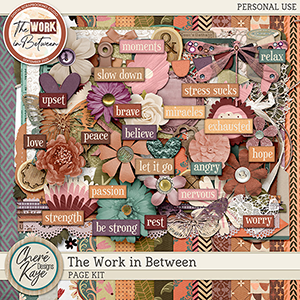 PERSONAL USE
The WORK
in Between
moments
relax
slow down
stress sucks
upset
brave
miracles
exhausted
love
peace
believe
hope
let it go
angry
passion
nervous
strength
be strong
rest
worry
Cheré
Kaye
Designs
The Work in Between
PAGE KIT